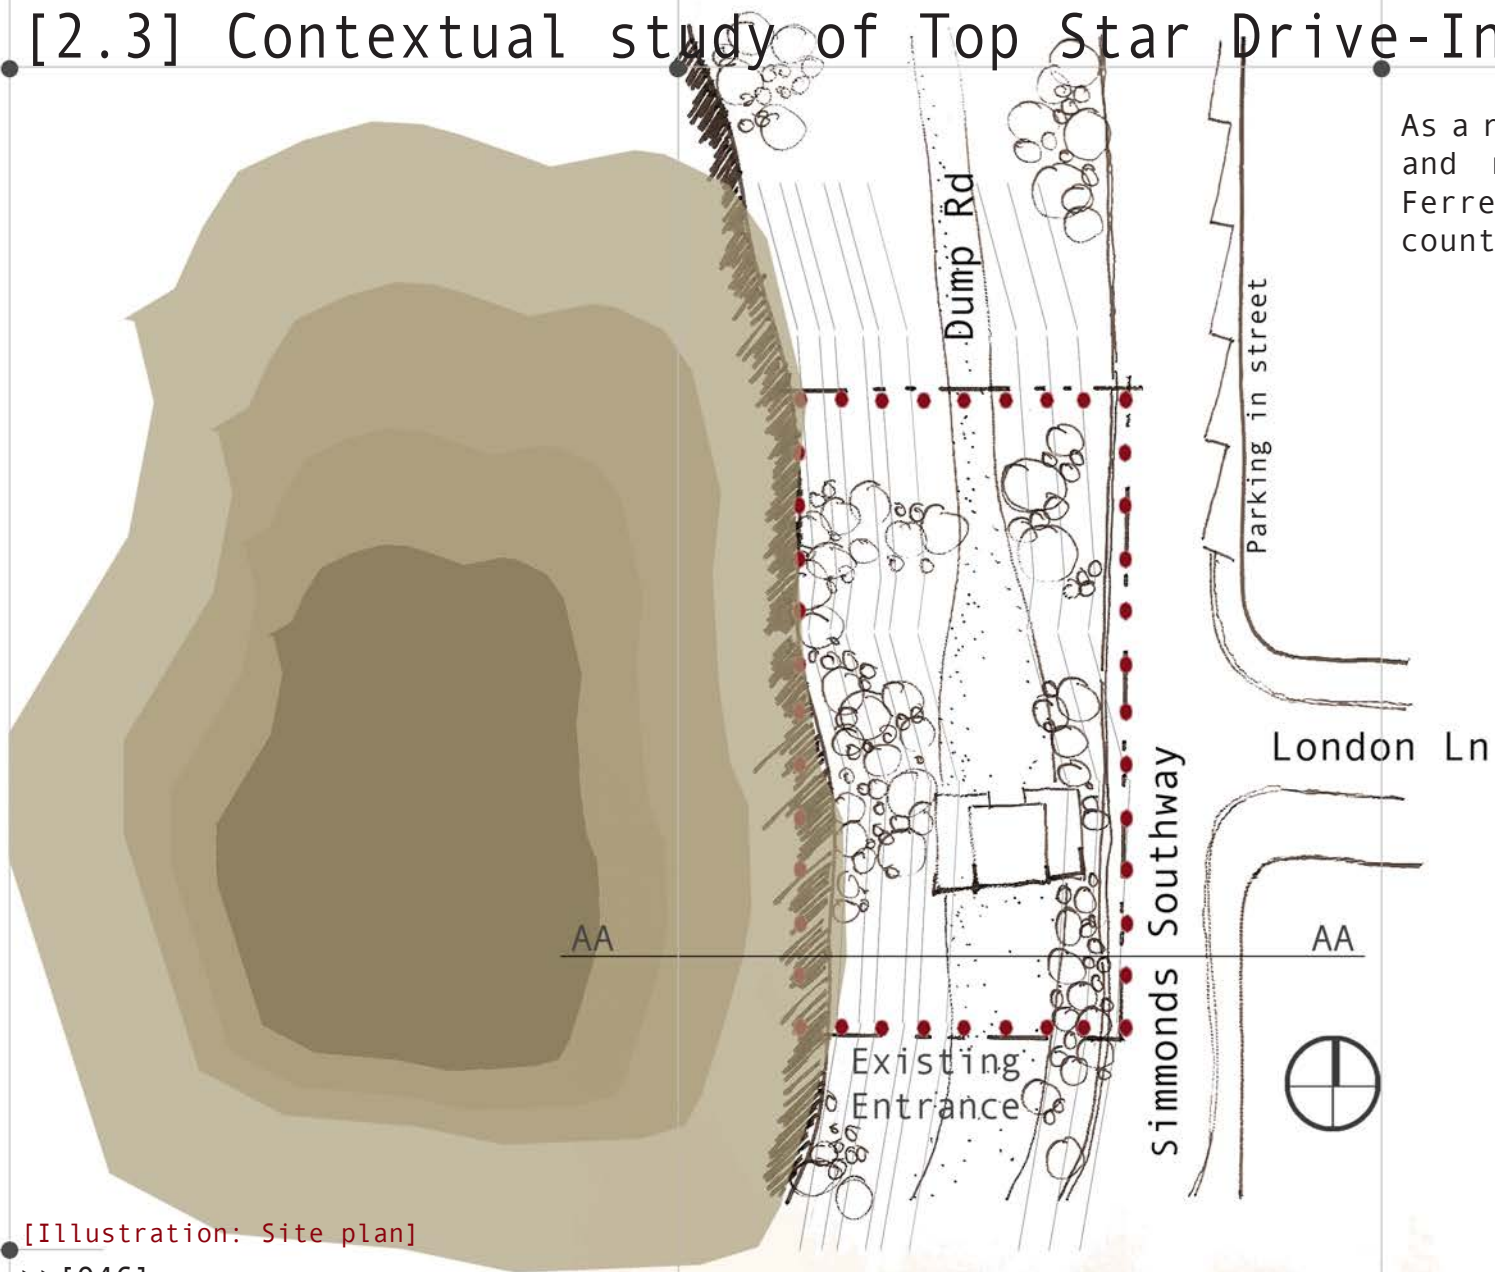 [2.3] Contextual study of Top Star Drive-In
As a
and
Ferre
count
Dump Rd
Parking in street
London Ln
Simmonds Southway
AA
AA
Existing
Entrance
[Illustration: Site plan]